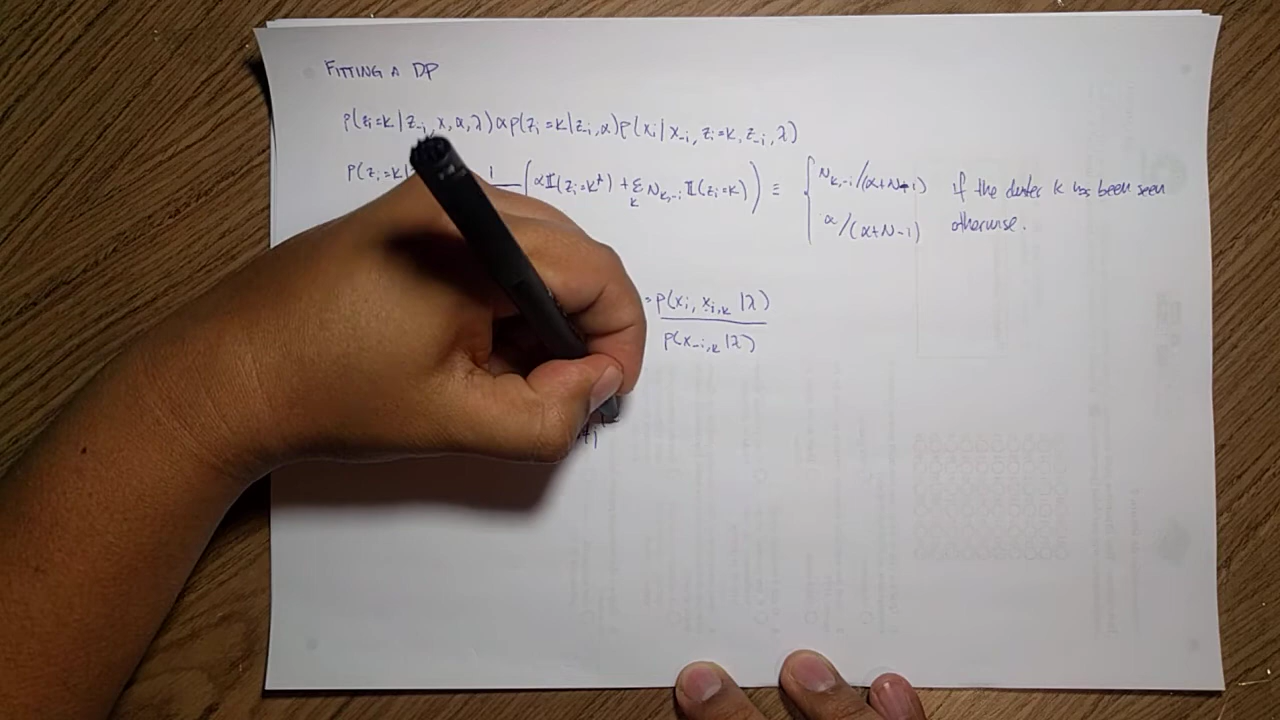 FITTING A DP
p(zi=k|z-i, x, α, λ) α p(zi=k|z-i, α) p(xi|x-i, zi=k, z-i, λ)
P(zi=k| 1 (α𝕀(zi=k*) + Σk Nk,-i 𝕀(zi=k)) ≡ { Nk,-i/(α+N-1) if the cluster k has been seen
α/(α+N-1) otherwise.
= p(xi, x-i,k|λ)
p(x-i,k|λ)